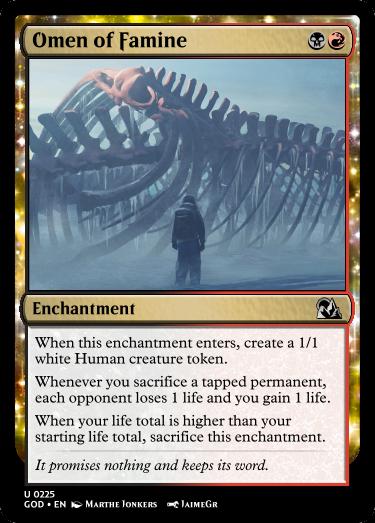 Omen of Famine
Enchantment
When this enchantment enters, create a 1/1
white Human creature token.
Whenever you sacrifice a tapped permanent,
each opponent loses 1 life and you gain 1 life.
When your life total is higher than your
starting life total, sacrifice this enchantment.
It promises nothing and keeps its word.
U 0225
GOD • EN Marthe Jonkers JaimeGr